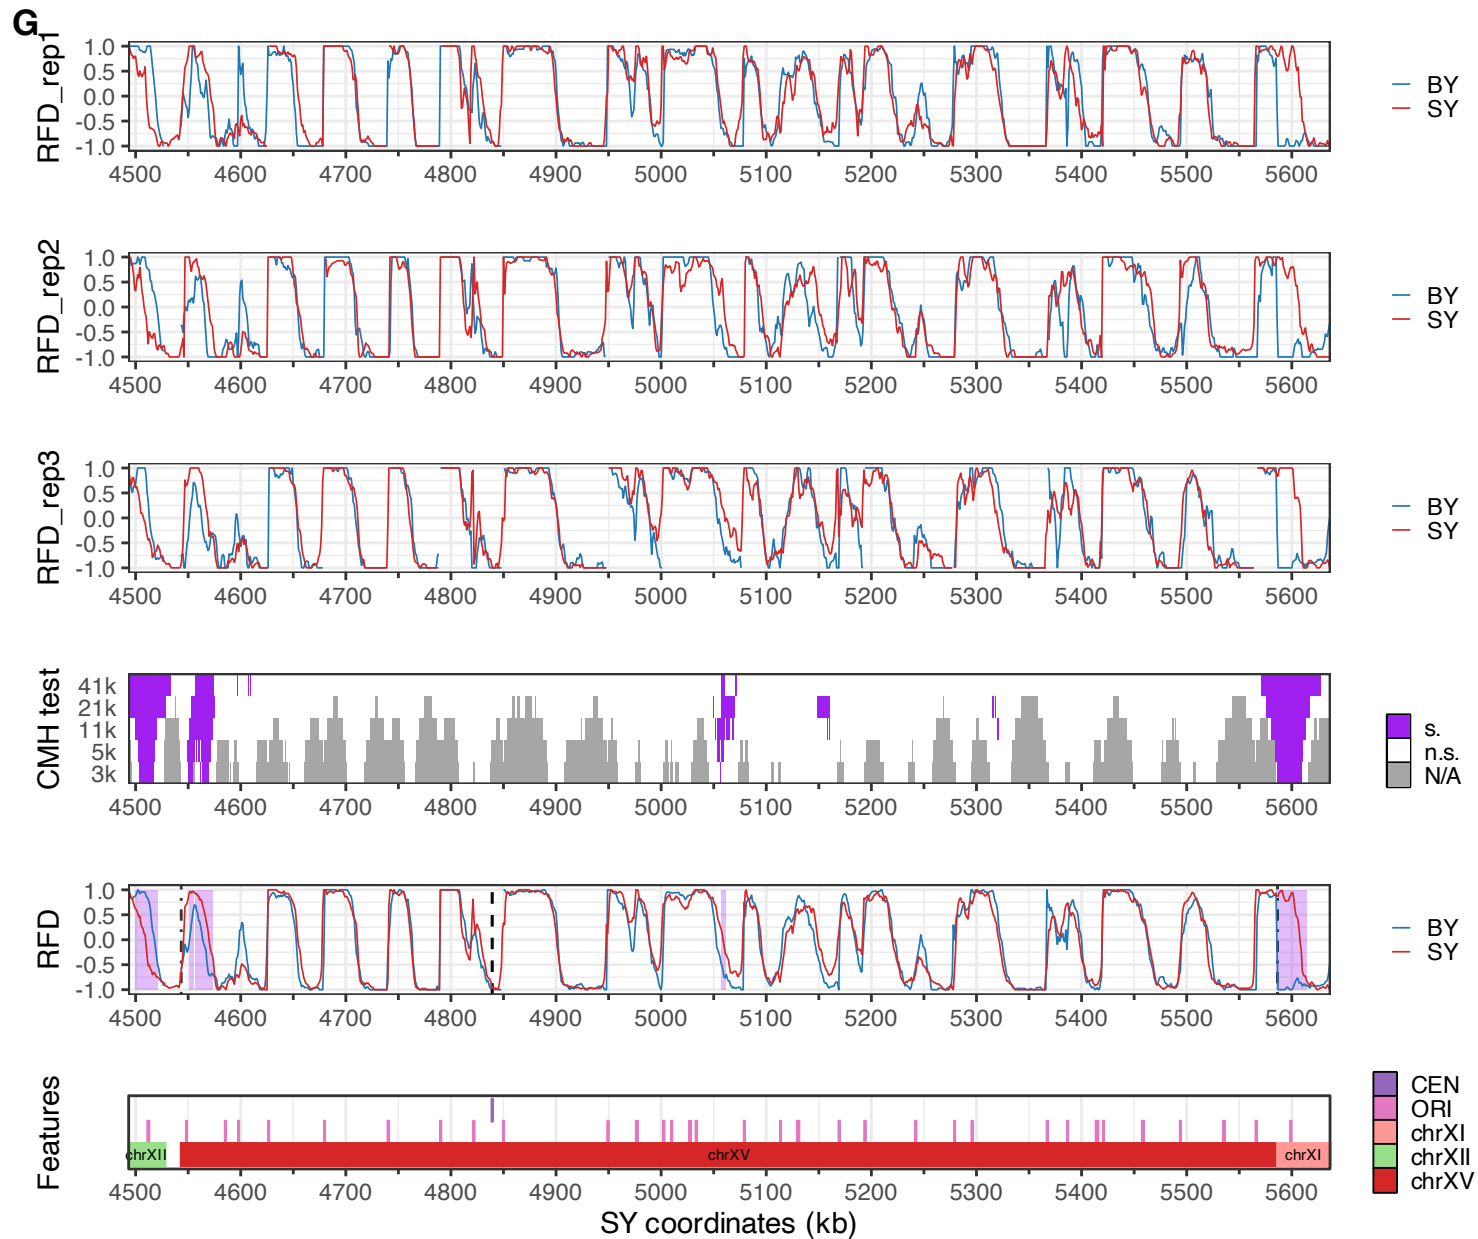 G
RFD_rep1
1.0
0.5
0.0
-0.5
-1.0
4500 4600 4700 4800 4900 5000 5100 5200 5300 5400 5500 5600
BY
SY
RFD_rep2
1.0
0.5
0.0
-0.5
-1.0
4500 4600 4700 4800 4900 5000 5100 5200 5300 5400 5500 5600
BY
SY
RFD_rep3
1.0
0.5
0.0
-0.5
-1.0
4500 4600 4700 4800 4900 5000 5100 5200 5300 5400 5500 5600
BY
SY
CMH test
41k
21k
11k
5k
3k
4500 4600 4700 4800 4900 5000 5100 5200 5300 5400 5500 5600
s.
n.s.
N/A
RFD
1.0
0.5
0.0
-0.5
-1.0
4500 4600 4700 4800 4900 5000 5100 5200 5300 5400 5500 5600
BY
SY
Features
chrXII chrXV chrXI
4500 4600 4700 4800 4900 5000 5100 5200 5300 5400 5500 5600
SY coordinates (kb)
CEN
ORI
chrXI
chrXII
chrXV